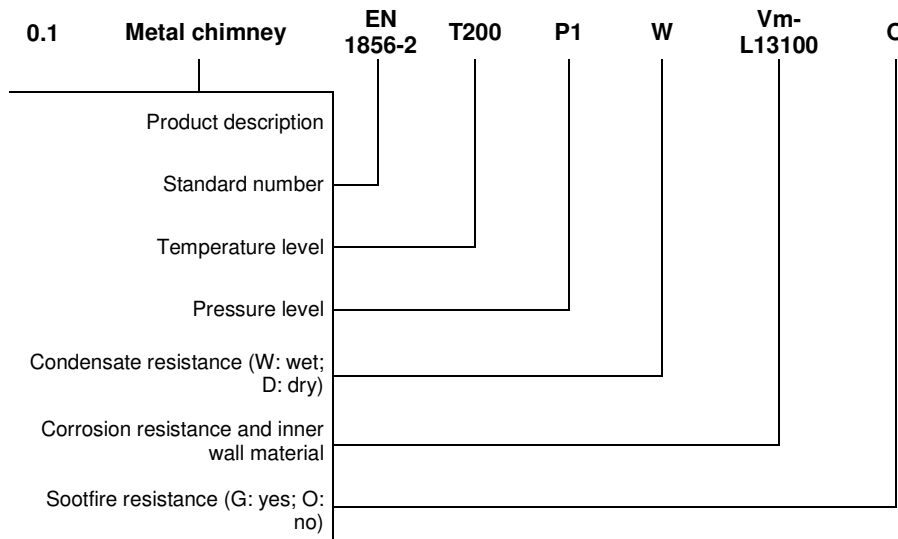 0.1 Metal chimney EN 1856-2 T200 P1 W Vm-L13100
Product description
Standard number
Temperature level
Pressure level
Condensate resistance (W: wet;
D: dry)
Corrosion resistance and inner
wall material
Sootfire resistance (G: yes; O:
no)